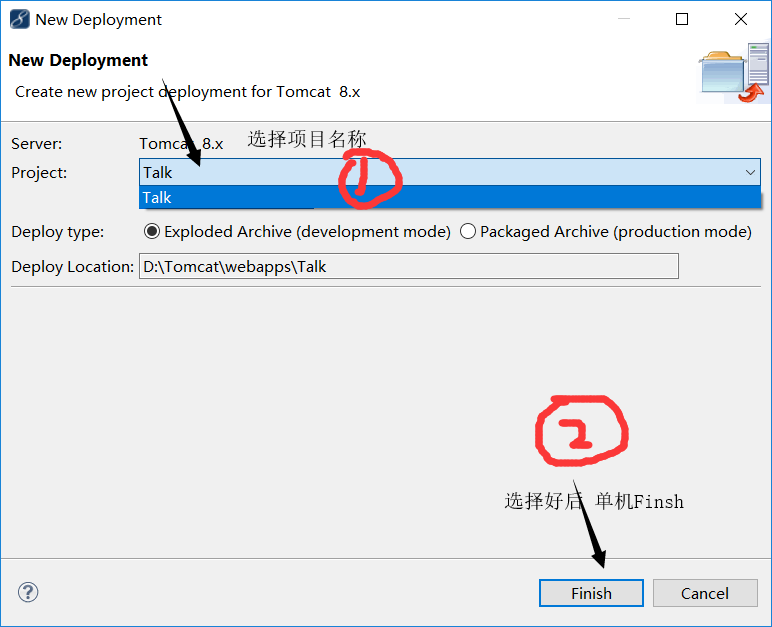 New Deployment
New Deployment
Create new project deployment for Tomcat 8.x
Server: Tomcat 8.x 选择项目名称
Project: Talk
1
Talk
Deploy type: Exploded Archive (development mode) Packaged Archive (production mode)
Deploy Location: D:\Tomcat\webapps\Talk
2
选择好后 单机Finsh
? Finish Cancel